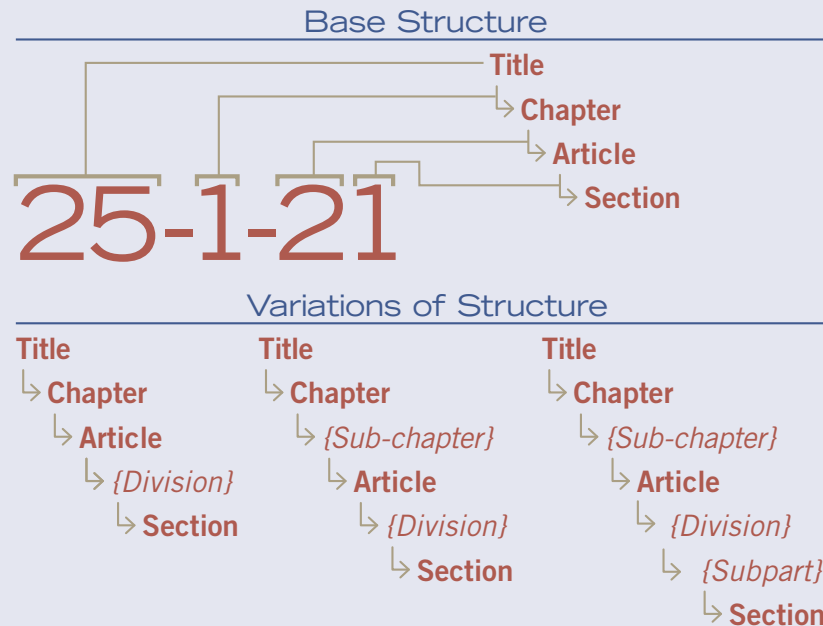 Base Structure
Title
Chapter
Article
Section
25-1-21
Variations of Structure
Title
Chapter
Article
{Division}
Section
Title
Chapter
{Sub-chapter}
Article
{Division}
Section
Title
Chapter
{Sub-chapter}
Article
{Division}
{Subpart}
Section